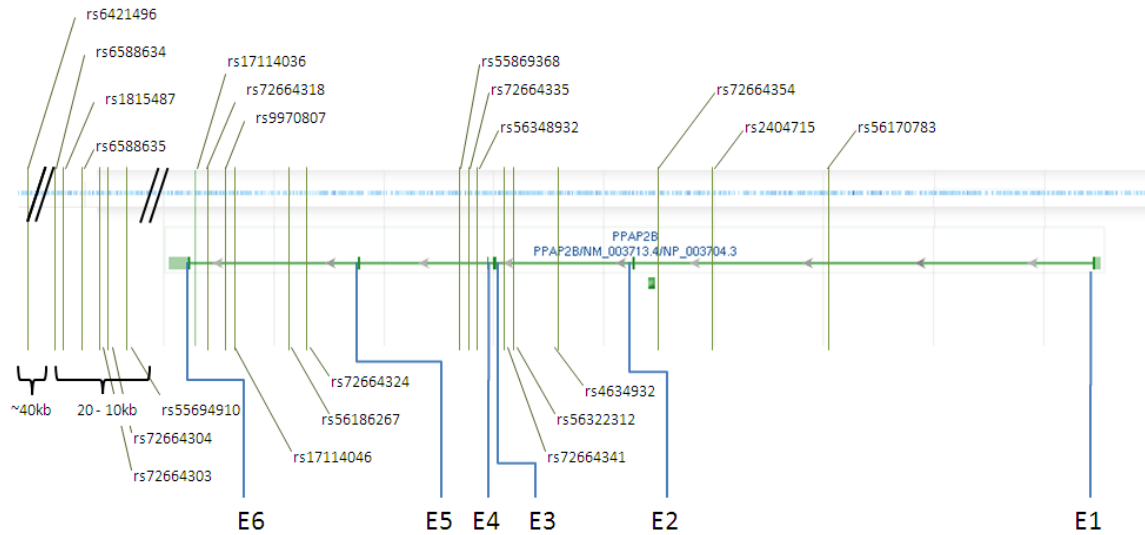 rs6421496
rs6588634
rs1815487
rs6588635
rs17114036
rs72664318
rs9970807
rs55869368
rs72664335
rs56348932
rs72664354
rs2404715
rs56170783
PPAP2B
PPAP2B/NM_003713.4/NP_003704.3
~40kb
20 - 10kb
rs55694910
rs72664304
rs72664303
rs72664324
rs56186267
rs17114046
rs4634932
rs56322312
rs72664341
E6
E5
E4
E3
E2
E1